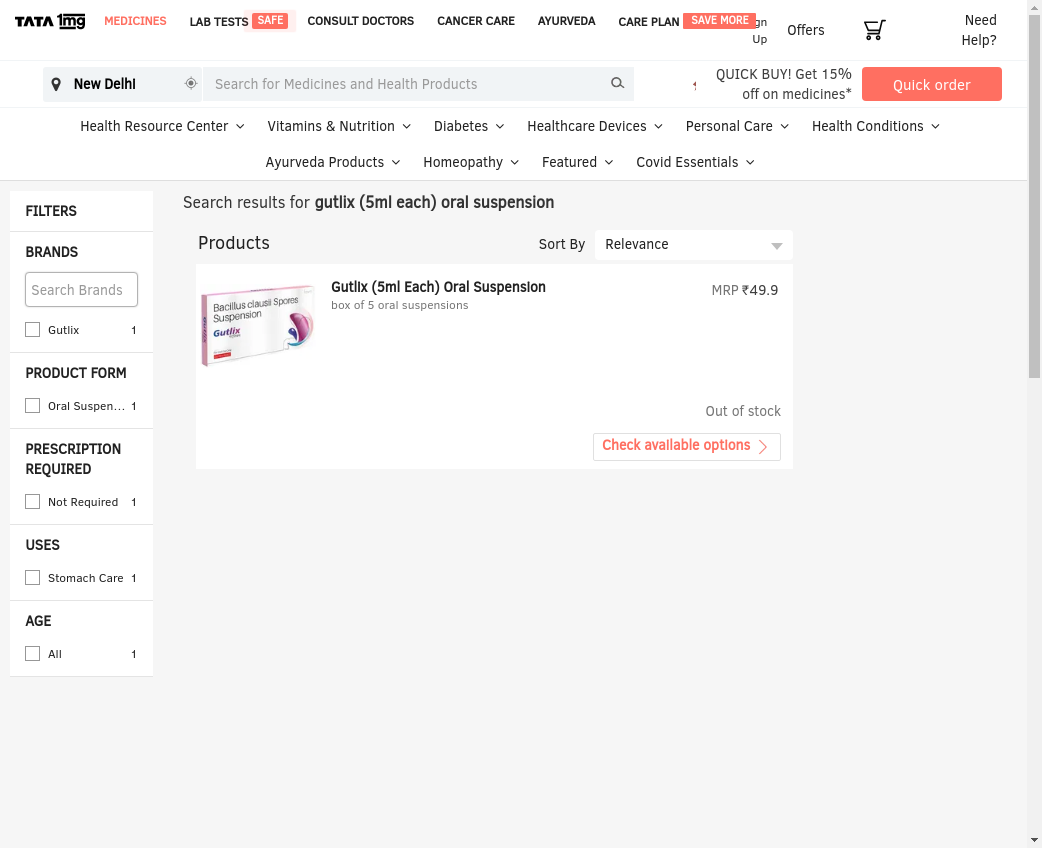 TATA 1mg
MEDICINES
LAB TESTS SAFE
CONSULT DOCTORS
CANCER CARE
AYURVEDA
CARE PLAN SAVE MORE
Up
Offers
Need
Help?
New Delhi
Search for Medicines and Health Products
QUICK BUY! Get 15%
off on medicines*
Quick order
Health Resource Center
Vitamins & Nutrition
Diabetes
Healthcare Devices
Personal Care
Health Conditions
Ayurveda Products
Homeopathy
Featured
Covid Essentials
FILTERS
BRANDS
Search Brands
Gutlix 1
PRODUCT FORM
Oral Suspen... 1
PRESCRIPTION
REQUIRED
Not Required 1
USES
Stomach Care 1
AGE
All 1
Search results for gutlix (5ml each) oral suspension
Products
Sort By
Relevance
Bacillus clausii Spores
Suspension
Gutlix
Gutlix (5ml Each) Oral Suspension
box of 5 oral suspensions
MRP ₹49.9
Out of stock
Check available options